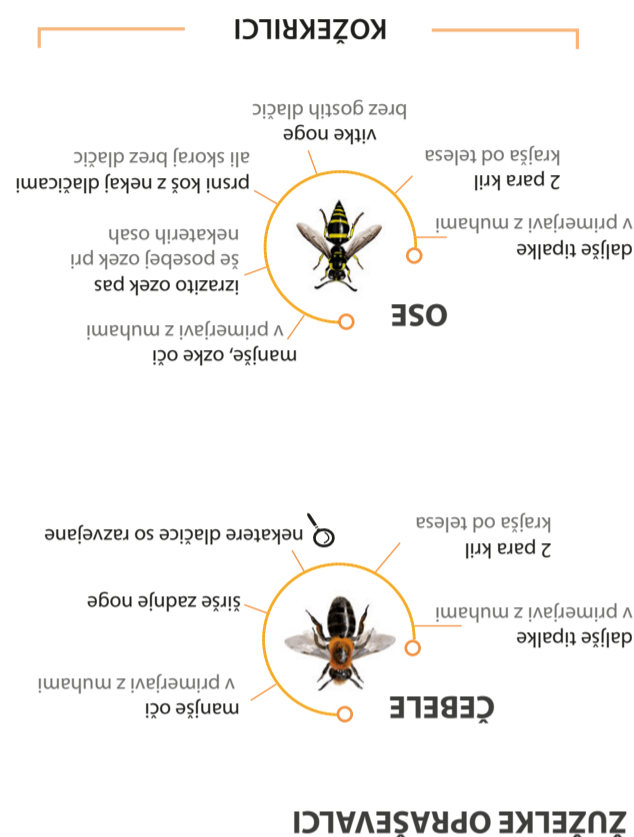 ŽUŽELKE OPRAŠEVALCI
ČEBELE
manjše oči
v primerjavi z muhami
daljše tipalke
v primerjavi z muhami
širše zadnje noge
2 para kril
krajša od telesa
nekatere dlačice so razvejane
OSE
manjše, ozke oči
v primerjavi z muhami
izrazito ozek pas
še posebej ozek pri
nekaterih osah
daljše tipalke
v primerjavi z muhami
2 para kril
krajša od telesa
prsni koš z nekaj dlačicami
ali skoraj brez dlačic
vitke noge
brez gostih dlačic
KOŽEKRILCI